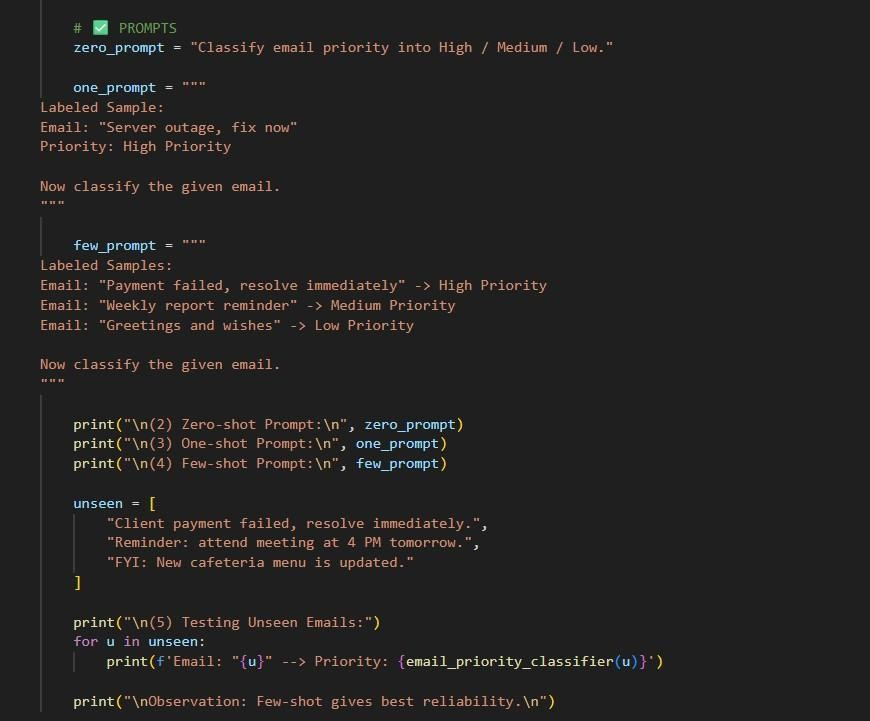 # ✅ PROMPTS
zero_prompt = "Classify email priority into High / Medium / Low."
one_prompt = """
Labeled Sample:
Email: "Server outage, fix now"
Priority: High Priority
Now classify the given email.
"""
few_prompt = """
Labeled Samples:
Email: "Payment failed, resolve immediately" -> High Priority
Email: "Weekly report reminder" -> Medium Priority
Email: "Greetings and wishes" -> Low Priority
Now classify the given email.
"""
print("\n(2) Zero-shot Prompt:\n", zero_prompt)
print("\n(3) One-shot Prompt:\n", one_prompt)
print("\n(4) Few-shot Prompt:\n", few_prompt)
unseen = [
"Client payment failed, resolve immediately.",
"Reminder: attend meeting at 4 PM tomorrow.",
"FYI: New cafeteria menu is updated."
]
print("\n(5) Testing Unseen Emails:")
for u in unseen:
print(f'Email: "{u}" --> Priority: {email_priority_classifier(u)}')
print("\nObservation: Few-shot gives best reliability.\n")